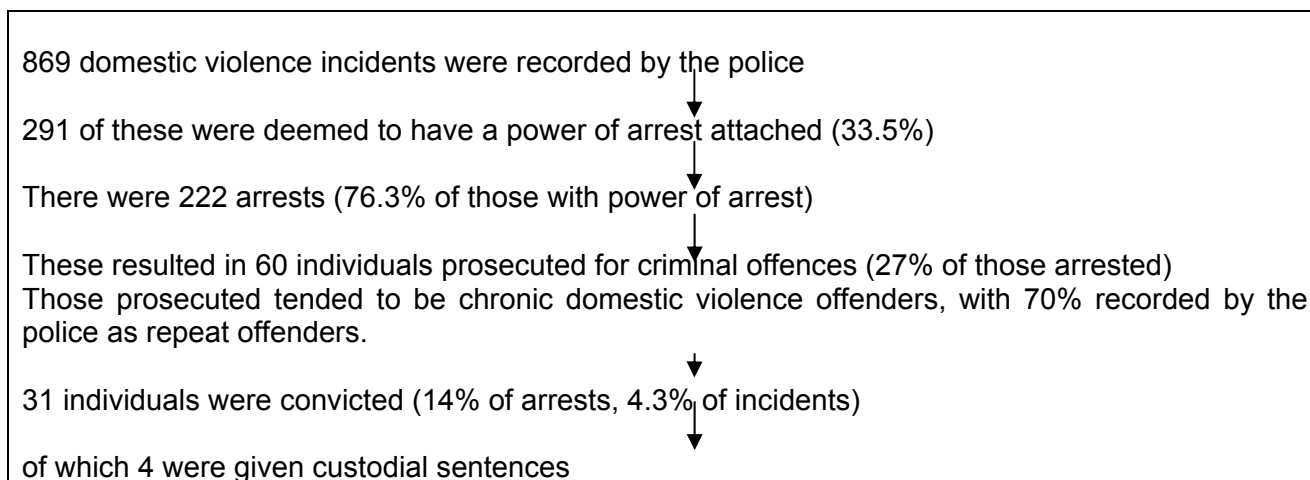 869 domestic violence incidents were recorded by the police
291 of these were deemed to have a power of arrest attached (33.5%)
There were 222 arrests (76.3% of those with power of arrest)
These resulted in 60 individuals prosecuted for criminal offences (27% of those arrested)
Those prosecuted tended to be chronic domestic violence offenders, with 70% recorded by the
police as repeat offenders.
31 individuals were convicted (14% of arrests, 4.3% of incidents)
of which 4 were given custodial sentences